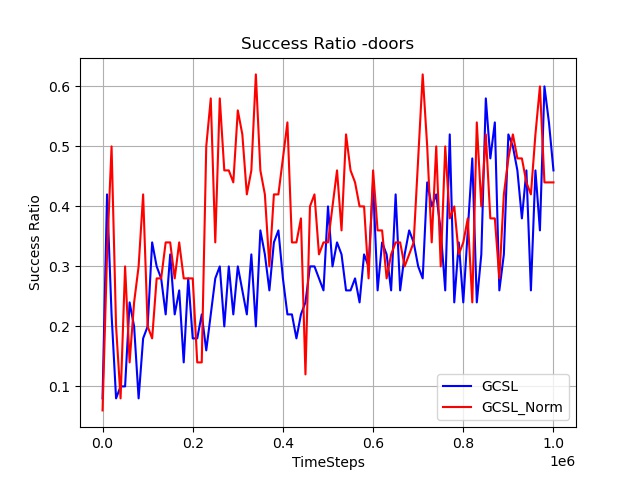 Success Ratio -doors
Success Ratio
0.6
0.5
0.4
0.3
0.2
0.1
GCSL
GCSL_Norm
0.0 0.2 0.4 0.6 0.8 1.0
TimeSteps
1e6